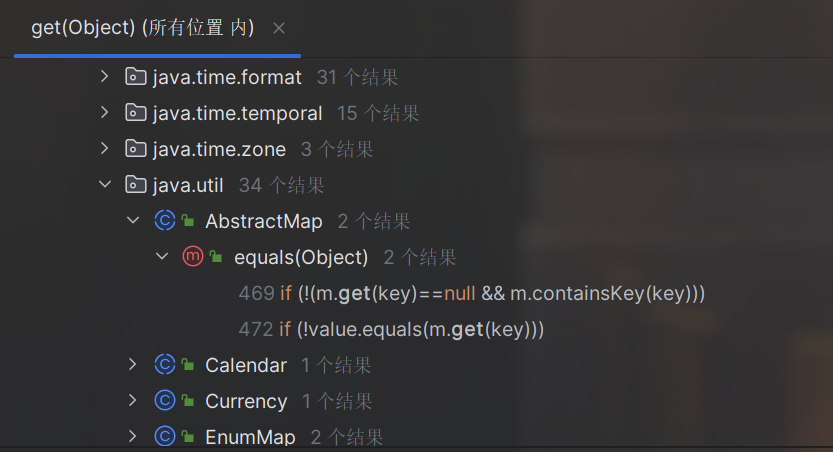 get(Object) (所有位置 内)
java.time.format 31 个结果
java.time.temporal 15 个结果
java.time.zone 3 个结果
java.util 34 个结果
AbstractMap 2 个结果
equals(Object) 2 个结果
469 if (!(m.get(key)==null && m.containsKey(key)))
472 if (!value.equals(m.get(key)))
Calendar 1 个结果
Currency 1 个结果
EnumMap 2 个结果